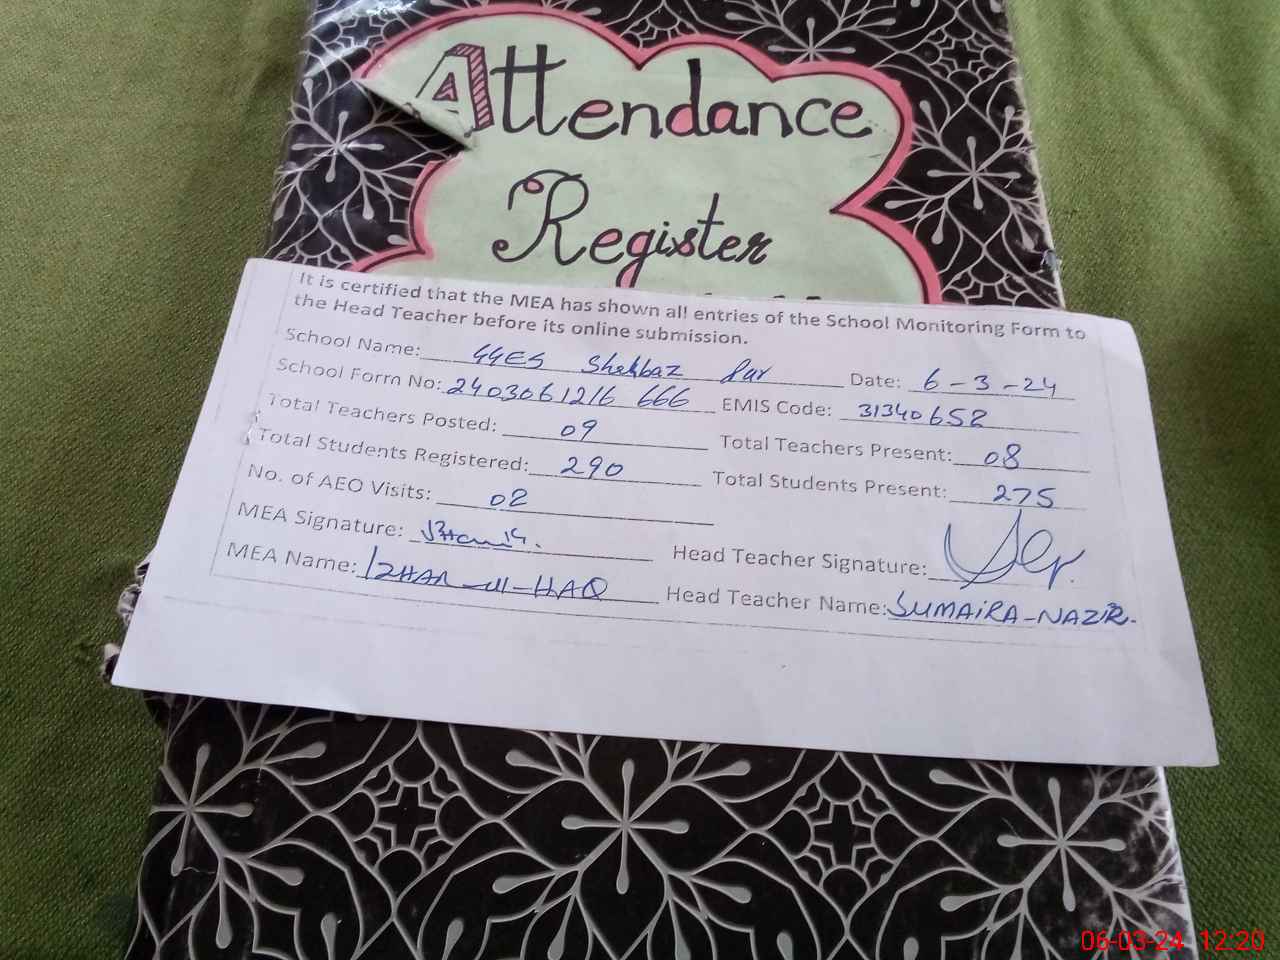 Attendance
Register
It is certified that the MEA has shown all entries of the School Monitoring Form to
the Head Teacher before its online submission.
School Name: GGES Shehbaz Pur Date: 6-3-24
School Form No: 2403061216 666 EMIS Code: 31340652
Total Teachers Posted: 09 Total Teachers Present: 08
Total Students Registered: 290 Total Students Present: 275
No. of AEO Visits: 02
MEA Signature: Head Teacher Signature:
MEA Name: IZHAR-ul-HAQ Head Teacher Name: SUMAIRA-NAZIR.
06-03-24 12:20